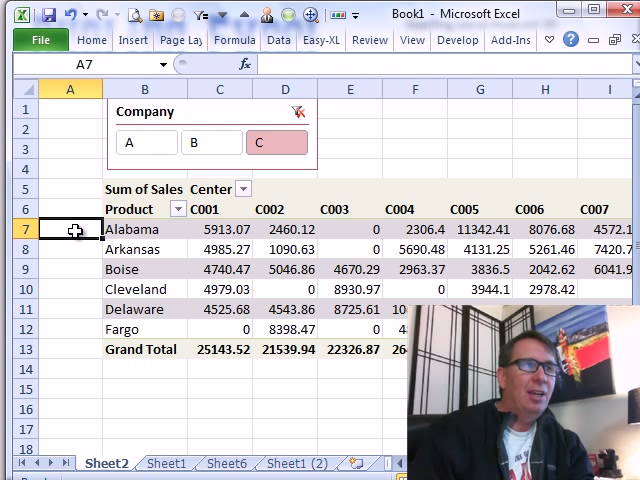 Book1 - Microsoft Excel
File Home Insert Page Lay Formula Data Easy-XL Review View Develop Add-Ins
A7 fx
A B C D E F G H I
1 Company
2 A B C
3
4
5 Sum of Sales Center
6 Product C001 C002 C003 C004 C005 C006 C007
7 Alabama 5913.07 2460.12 0 2306.4 11342.41 8076.68 4572.1
8 Arkansas 4985.27 1090.63 0 5690.48 4131.25 5261.46 7420.7
9 Boise 4740.47 5046.86 4670.29 2963.37 3836.5 2042.62 6041.9
10 Cleveland 4979.03 0 8930.97 0 3944.1 2978.42
11 Delaware 4525.68 4543.86 8725.61 10
12 Fargo 0 8398.47 0 48
13 Grand Total 25143.52 21539.94 22326.87 264
14
15
16
17
18
Sheet2 Sheet1 Sheet6 Sheet1 (2)